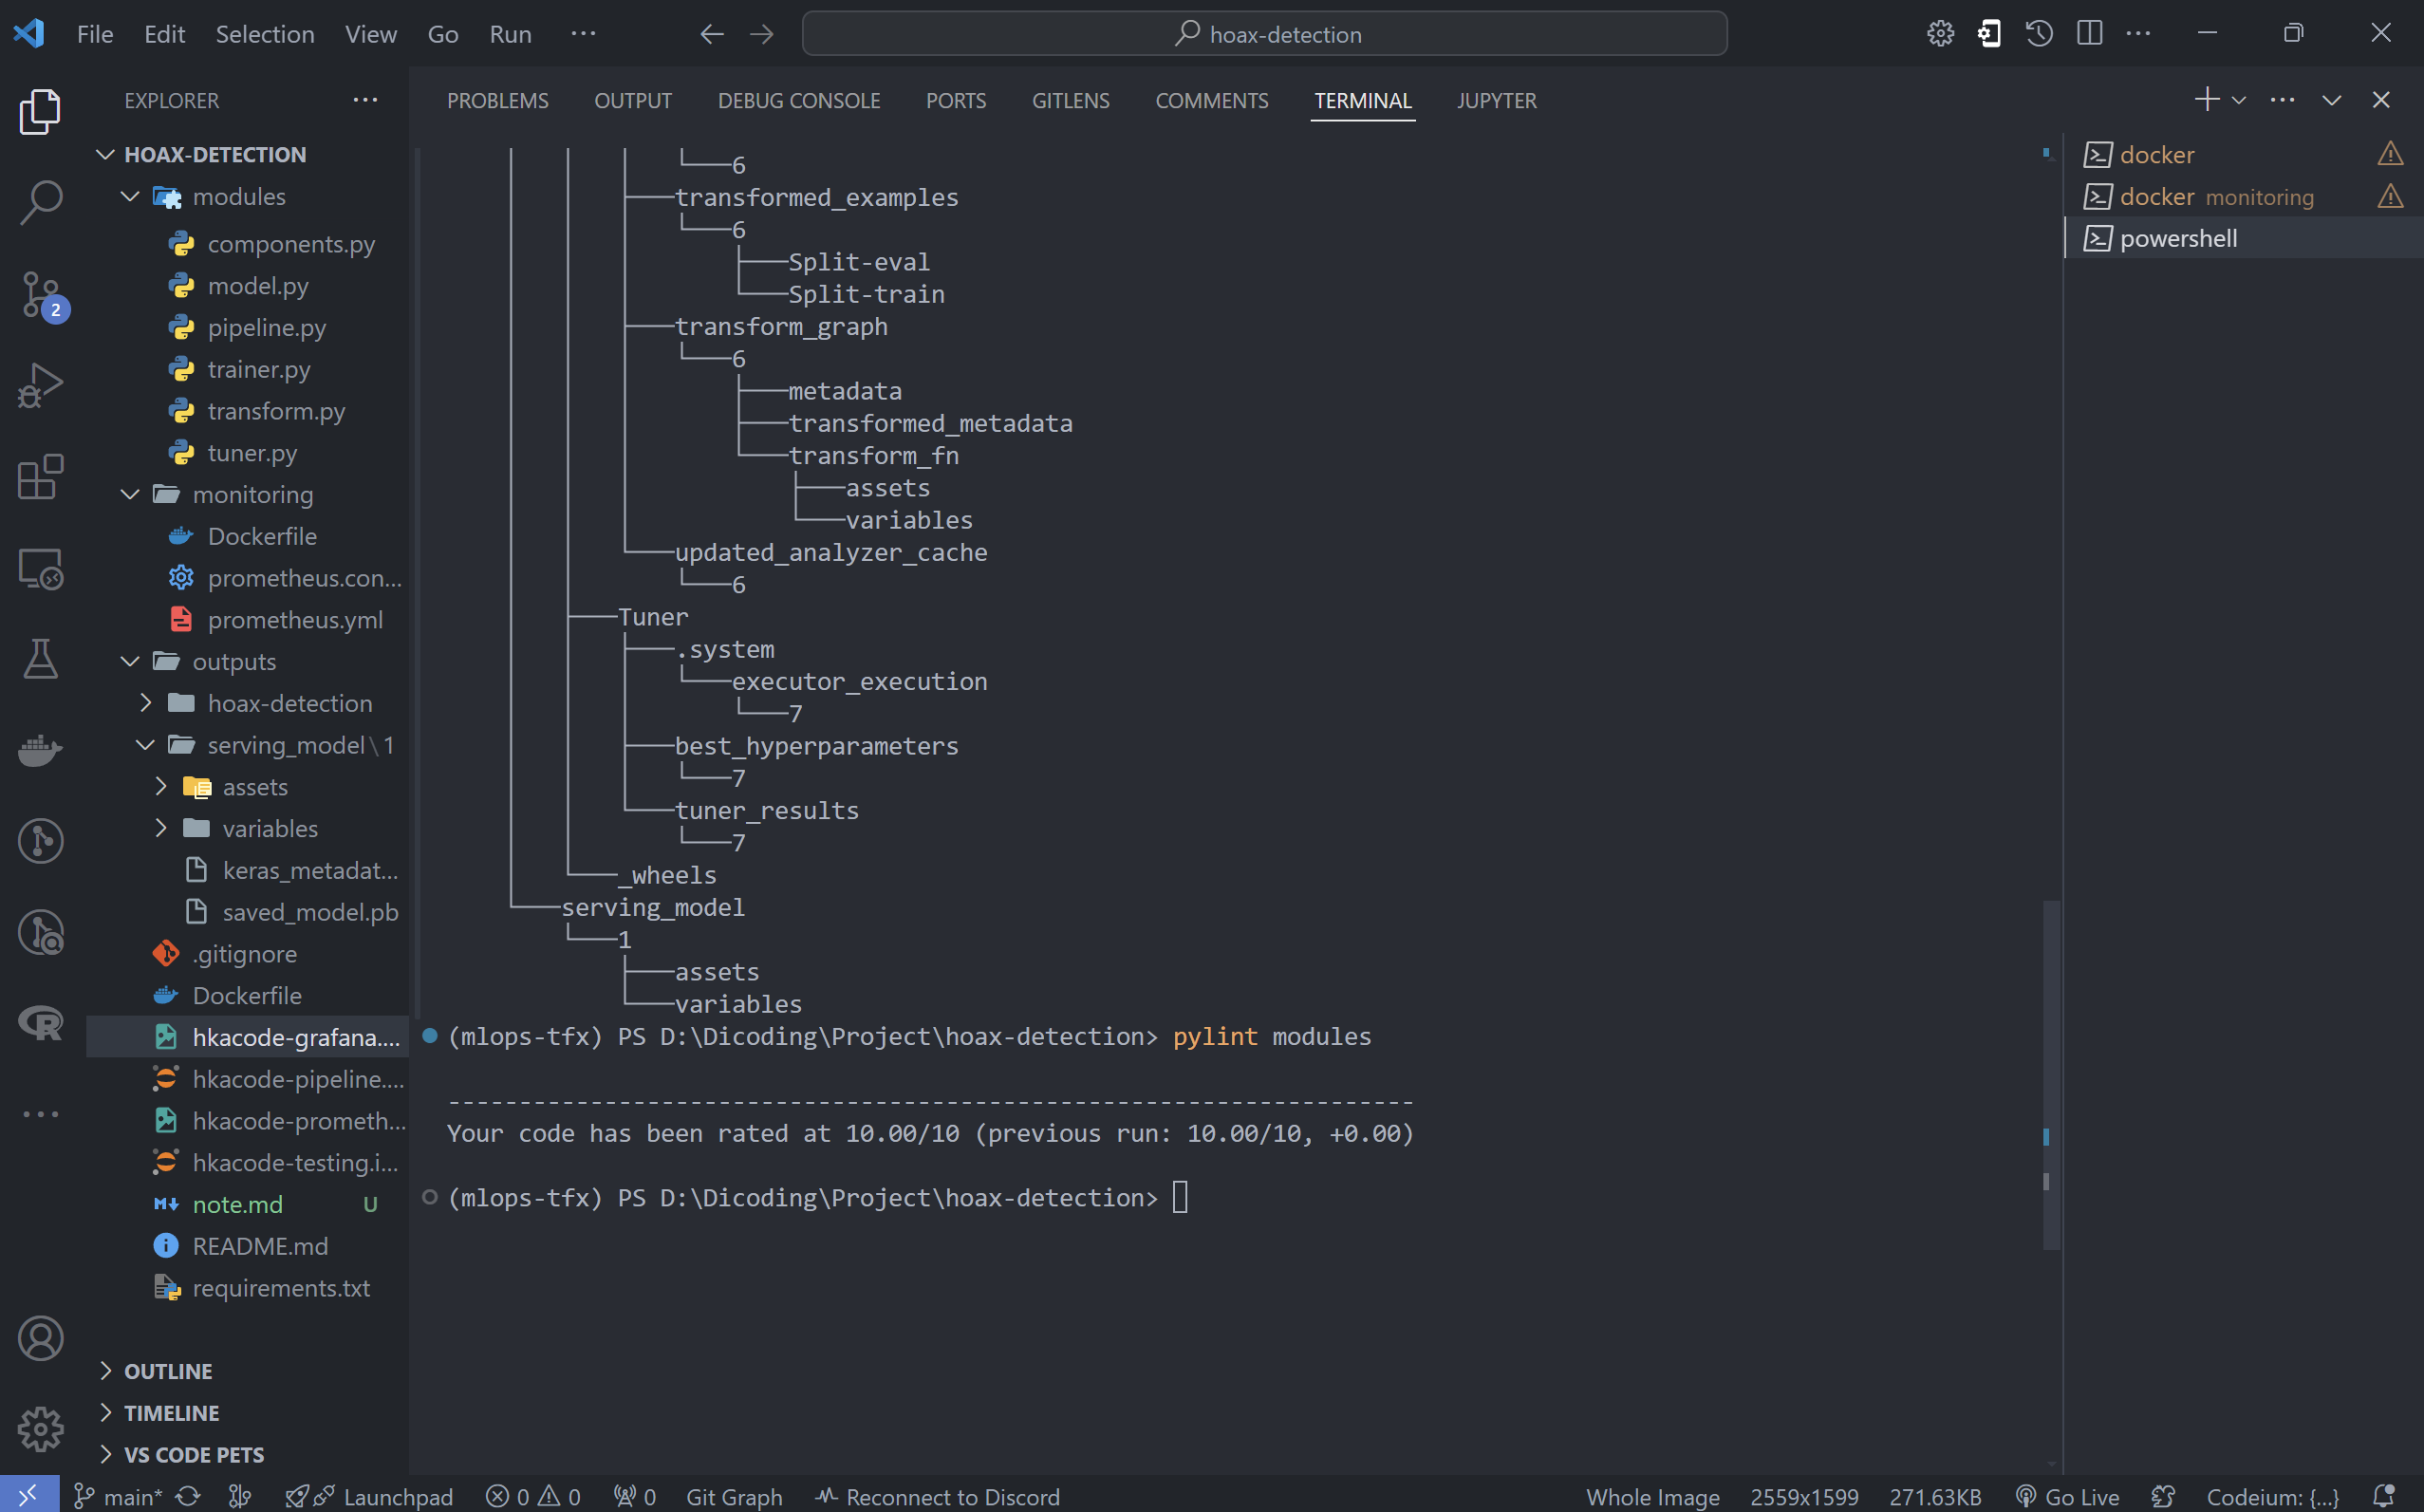 File Edit Selection View Go Run ··· hoax-detection
EXPLORER ···
HOAX-DETECTION
modules
components.py
model.py
pipeline.py
trainer.py
transform.py
tuner.py
monitoring
Dockerfile
prometheus.con...
prometheus.yml
outputs
hoax-detection
serving_model\1
assets
variables
keras_metadat...
saved_model.pb
.gitignore
Dockerfile
hkacode-grafana....
hkacode-pipeline....
hkacode-prometh...
hkacode-testing.i...
note.md U
README.md
requirements.txt
OUTLINE
TIMELINE
VS CODE PETS
2
PROBLEMS OUTPUT DEBUG CONSOLE PORTS GITLENS COMMENTS TERMINAL JUPYTER
└───6
├───transformed_examples
└───6
├───Split-eval
└───Split-train
├───transform_graph
└───6
├───metadata
├───transformed_metadata
└───transform_fn
├───assets
└───variables
└───updated_analyzer_cache
└───6
├───Tuner
├───.system
└───executor_execution
└───7
├───best_hyperparameters
└───7
└───tuner_results
└───7
└───_wheels
└───serving_model
└───1
├───assets
└───variables
(mlops-tfx) PS D:\Dicoding\Project\hoax-detection> pylint modules
--------------------------------------------------------------------
Your code has been rated at 10.00/10 (previous run: 10.00/10, +0.00)
(mlops-tfx) PS D:\Dicoding\Project\hoax-detection>
docker
docker monitoring
powershell
main* Launchpad 0 0 0 Git Graph Reconnect to Discord Whole Image 2559x1599 271.63KB Go Live Codeium: {...}